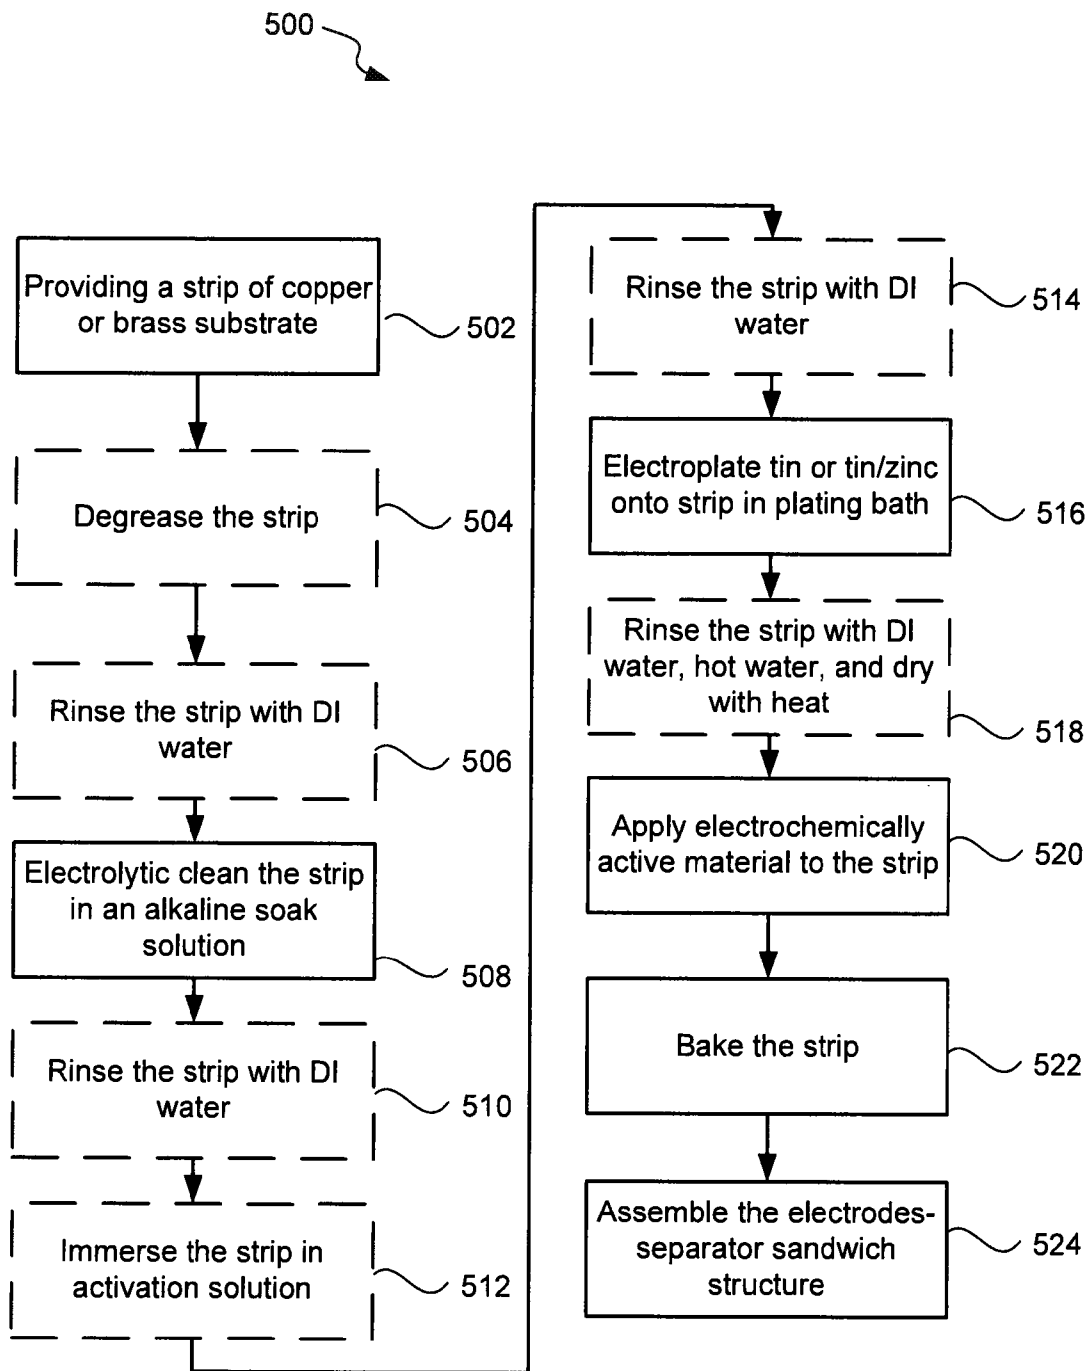 500
Providing a strip of copper
or brass substrate
502
Degrease the strip
504
Rinse the strip with DI
water
506
Electrolytic clean the strip
in an alkaline soak
solution
508
Rinse the strip with DI
water
510
Immerse the strip in
activation solution
512
Rinse the strip with DI
water
514
Electroplate tin or tin/zinc
onto strip in plating bath
516
Rinse the strip with DI
water, hot water, and dry
with heat
518
Apply electrochemically
active material to the strip
520
Bake the strip
522
Assemble the electrodes-
separator sandwich
structure
524